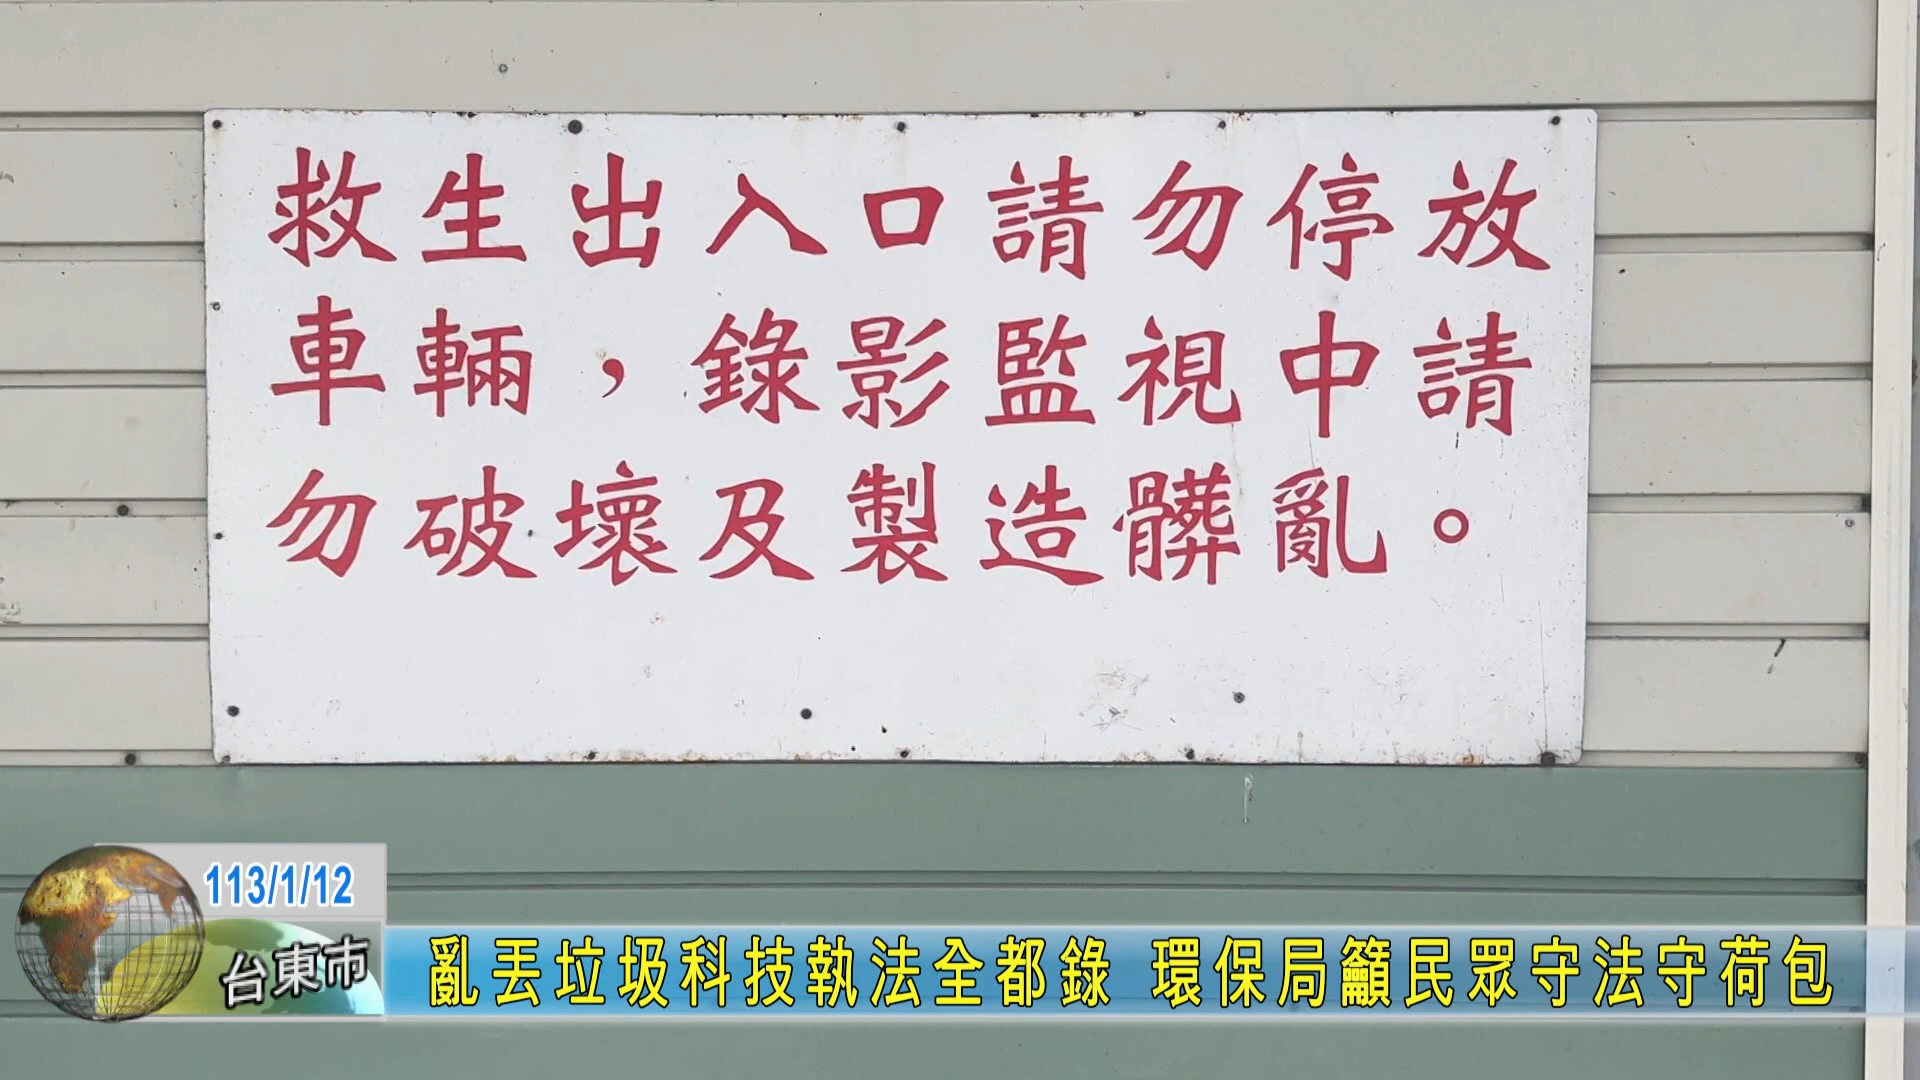 救生出入口請勿停放
車輛，錄影監視中請
勿破壞及製造髒亂。
113/1/12
台東市
亂丟垃圾科技執法全都錄 環保局籲民眾守法守荷包